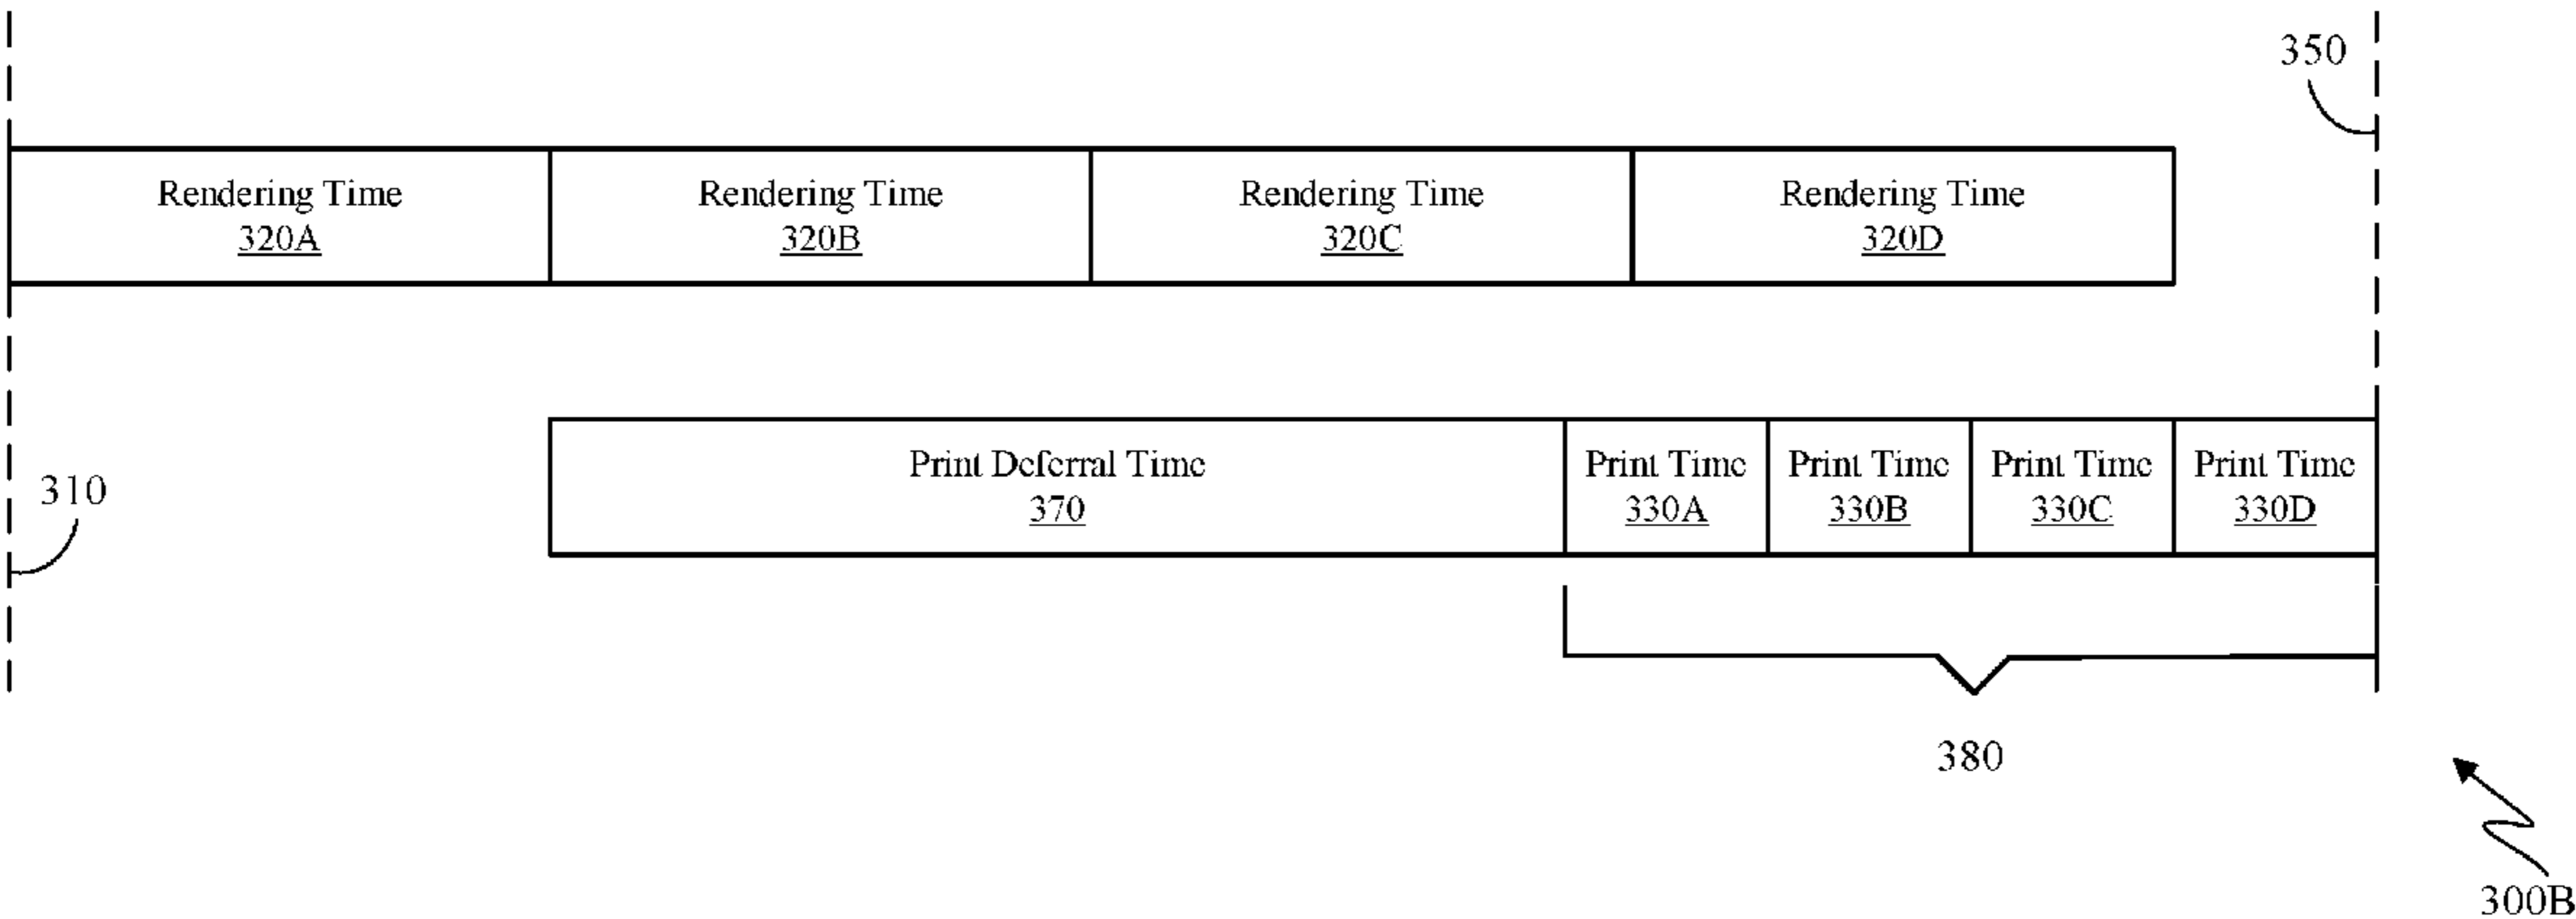 350
Rendering Time
320A
Rendering Time
320B
Rendering Time
320C
Rendering Time
320D
310
Print Deferral Time
370
Print Time
330A
Print Time
330B
Print Time
330C
Print Time
330D
380
300B